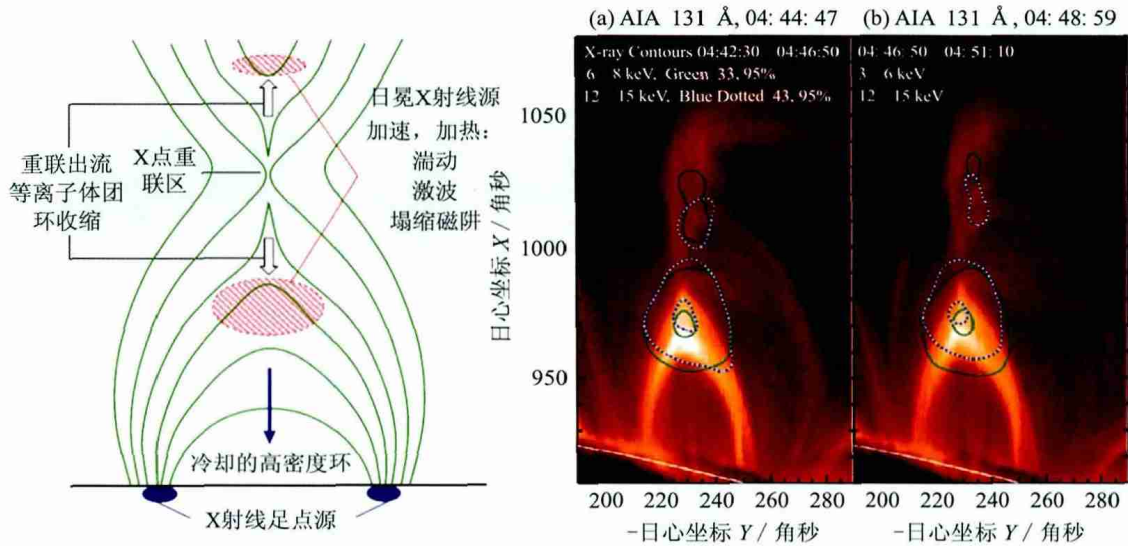 日冕X射线源
加速，加热：
湍动
激波
塌缩磁阱
重联出流
等离子体团
环收缩
X点重
联区
冷却的高密度环
X射线足点源
(a) AIA 131 Å, 04: 44: 47
(b) AIA 131 Å, 04: 48: 59
X-ray Contours 04:42:30 04:46:50
6 8 keV, Green 33, 95%
12 15 keV, Blue Dotted 43, 95%
04: 46: 50 04: 51: 10
3 6 keV
12 15 keV
日心坐标 X / 角秒
1050
1000
950
190 220 240 260 280
190 220 240 260 280
-日心坐标 Y / 角秒
-日心坐标 Y / 角秒